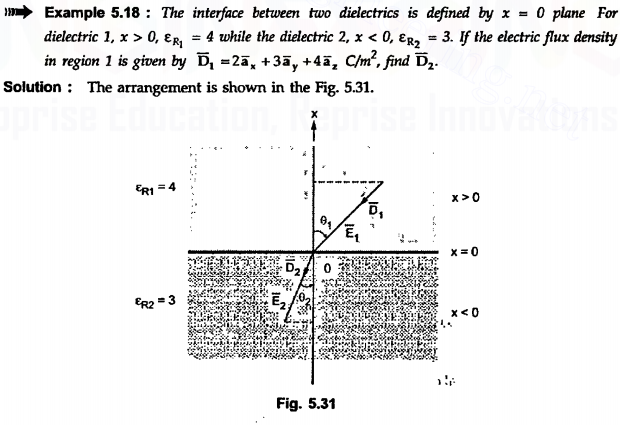 Example 5.18 : The interface between two dielectrics is defined by x = 0 plane For
dielectric 1, x > 0, εR1 = 4 while the dielectric 2, x < 0, εR2 = 3. If the electric flux density
in region 1 is given by D̄1 = 2āx + 3āy + 4āz C/m², find D̄2.
Solution : The arrangement is shown in the Fig. 5.31.
x
εR1 = 4
x > 0
D̄1
θ1
Ē1
x = 0
D̄2
0
εR2 = 3
Ē2
θ2
x < 0
Fig. 5.31